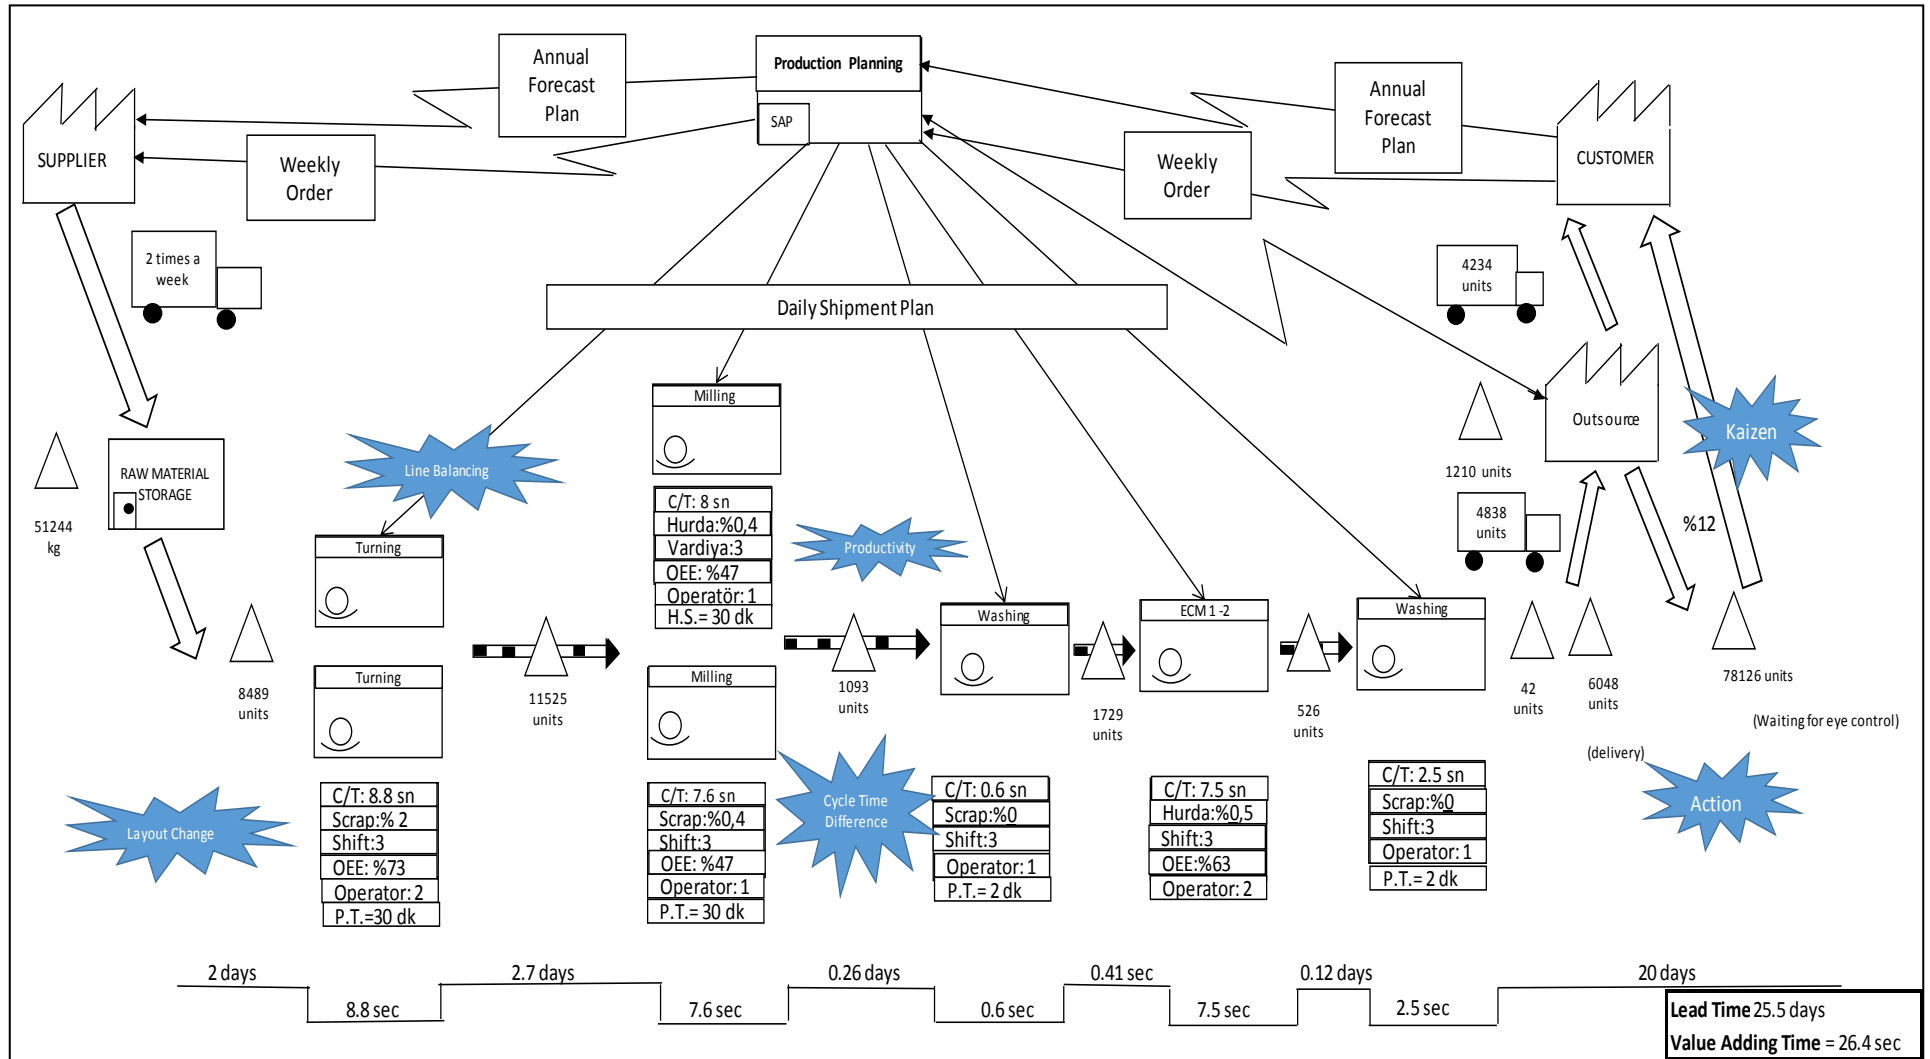 Annual
Forecast
Plan
Production Planning
SAP
Annual
Forecast
Plan
SUPPLIER
Weekly
Order
Weekly
Order
CUSTOMER
2 times a
week
4234
units
Daily Shipment Plan
Milling
Outsource
Kaizen
Line Balancing
RAW MATERIAL
STORAGE
1210 units
51244
kg
C/T: 8 sn
Hurda:%0,4
Vardiya:3
OEE: %47
Operatör: 1
H.S.= 30 dk
4838
units
%12
Turning
Productivity
Washing
ECM 1 -2
Washing
Turning
Milling
8489
units
11525
units
1093
units
1729
units
526
units
42
units
6048
units
78126 units
(Waiting for eye control)
(delivery)
Layout Change
C/T: 8.8 sn
Scrap:% 2
Shift:3
OEE: %73
Operator: 2
P.T.=30 dk
C/T: 7.6 sn
Scrap:%0,4
Shift:3
OEE: %47
Operator: 1
P.T.= 30 dk
Cycle Time
Difference
C/T: 0.6 sn
Scrap:%0
Shift:3
Operator: 1
P.T.= 2 dk
C/T: 7.5 sn
Hurda:%0,5
Shift:3
OEE:%63
Operator: 2
C/T: 2.5 sn
Scrap:%0
Shift:3
Operator: 1
P.T.= 2 dk
Action
2 days
2.7 days
0.26 days
0.41 sec
0.12 days
20 days
8.8 sec
7.6 sec
0.6 sec
7.5 sec
2.5 sec
Lead Time 25.5 days
Value Adding Time = 26.4 sec